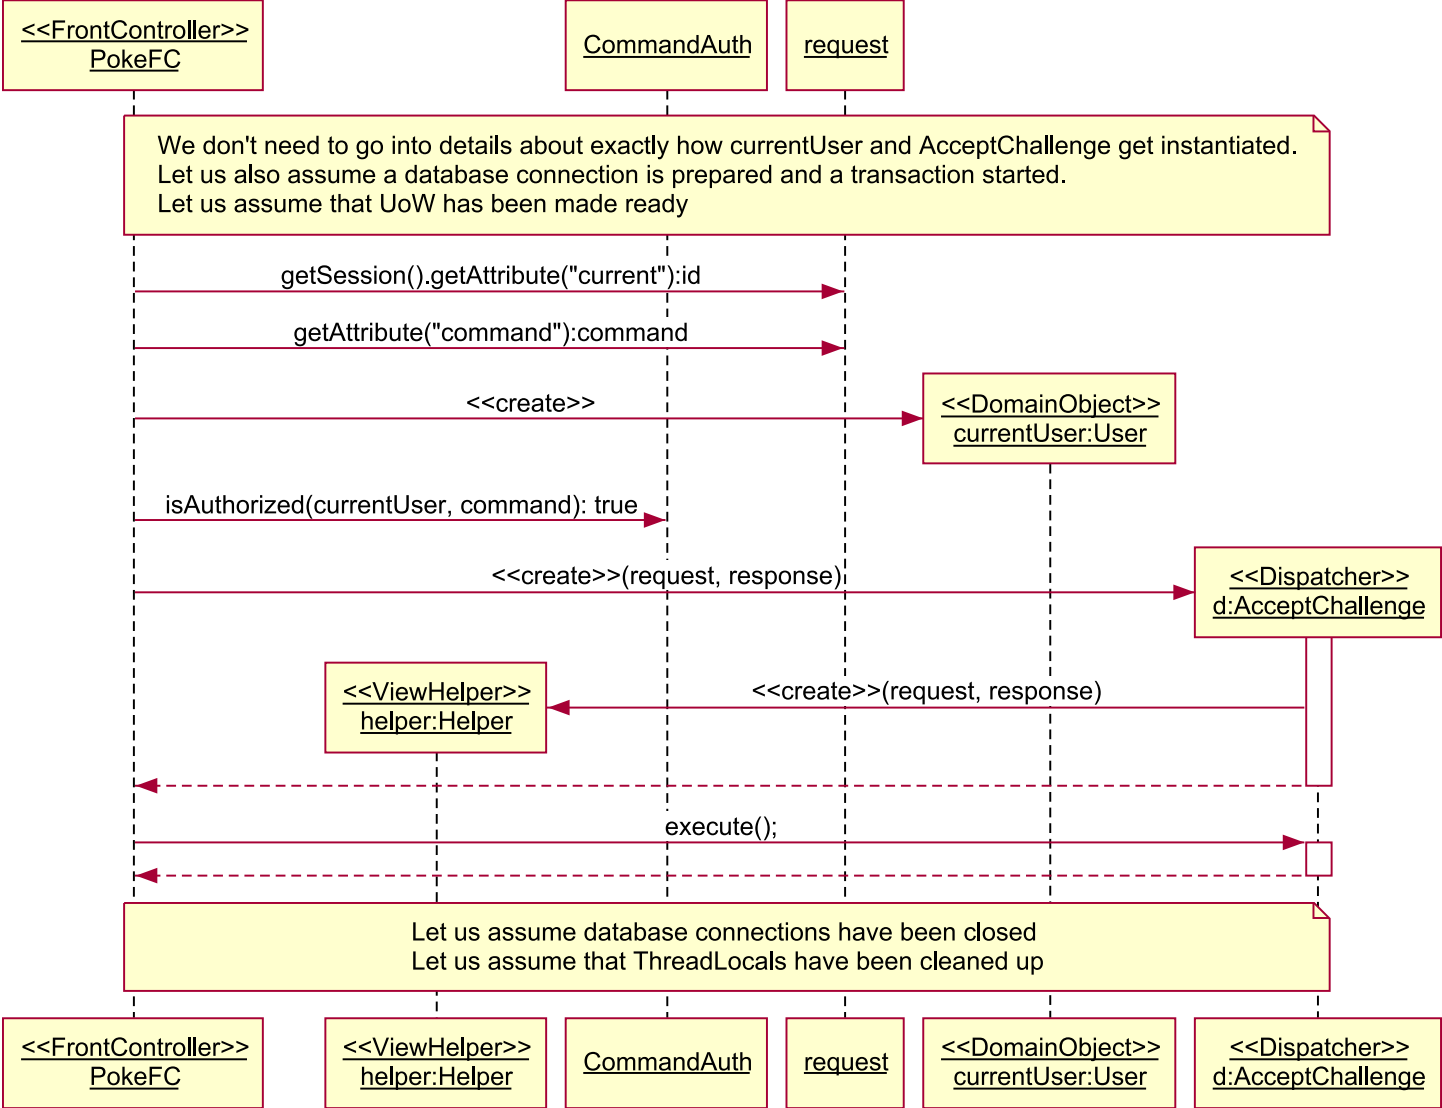 <<FrontController>>
PokeFC
CommandAuth
request
We don't need to go into details about exactly how currentUser and AcceptChallenge get instantiated.
Let us also assume a database connection is prepared and a transaction started.
Let us assume that UoW has been made ready
getSession().getAttribute("current"):id
getAttribute("command"):command
<<create>>
<<DomainObject>>
currentUser:User
isAuthorized(currentUser, command): true
<<create>>(request, response)
<<Dispatcher>>
d:AcceptChallenge
<<ViewHelper>>
helper:Helper
<<create>>(request, response)
execute();
Let us assume database connections have been closed
Let us assume that ThreadLocals have been cleaned up
<<FrontController>>
PokeFC
<<ViewHelper>>
helper:Helper
CommandAuth
request
<<DomainObject>>
currentUser:User
<<Dispatcher>>
d:AcceptChallenge